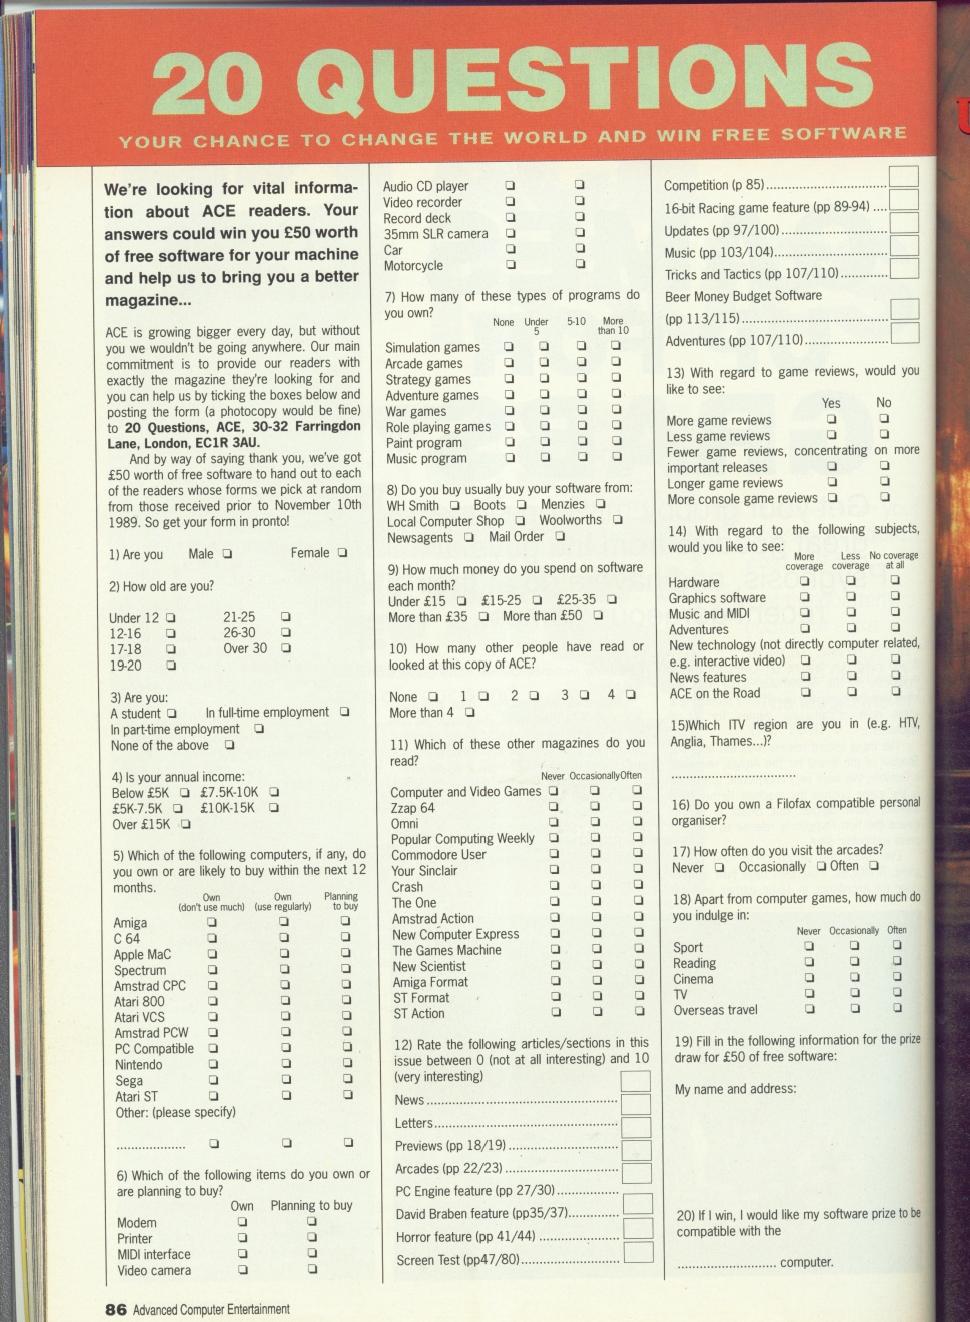 20 QUESTIONS
YOUR CHANCE TO CHANGE THE WORLD AND WIN FREE SOFTWARE
We're looking for vital informa-
tion about ACE readers. Your
answers could win you £50 worth
of free software for your machine
and help us to bring you a better
magazine...
ACE is growing bigger every day, but without
you we wouldn't be going anywhere. Our main
commitment is to provide our readers with
exactly the magazine they're looking for and
you can help us by ticking the boxes below and
posting the form (a photocopy would be fine)
to 20 Questions, ACE, 30-32 Farringdon
Lane, London, EC1R 3AU.
And by way of saying thank you, we've got
£50 worth of free software to hand out to each
of the readers whose forms we pick at random
from those received prior to November 10th
1989. So get your form in pronto!
1) Are you Male ❏ Female ❏
2) How old are you?
Under 12 ❏ 21-25 ❏
12-16 ❏ 26-30 ❏
17-18 ❏ Over 30 ❏
19-20 ❏
3) Are you:
A student ❏ In full-time employment ❏
In part-time employment ❏
None of the above ❏
4) Is your annual income:
Below £5K ❏ £7.5K-10K ❏
£5K-7.5K ❏ £10K-15K ❏
Over £15K ❏
5) Which of the following computers, if any, do
you own or are likely to buy within the next 12
months.
Own Own Planning
(don't use much) (use regularly) to buy
Amiga ❏ ❏ ❏
C 64 ❏ ❏ ❏
Apple MaC ❏ ❏ ❏
Spectrum ❏ ❏ ❏
Amstrad CPC ❏ ❏ ❏
Atari 800 ❏ ❏ ❏
Atari VCS ❏ ❏ ❏
Amstrad PCW ❏ ❏ ❏
PC Compatible ❏ ❏ ❏
Nintendo ❏ ❏ ❏
Sega ❏ ❏ ❏
Atari ST ❏ ❏ ❏
Other: (please specify)
.................. ❏ ❏ ❏
6) Which of the following items do you own or
are planning to buy?
Own Planning to buy
Modem ❏ ❏
Printer ❏ ❏
MIDI interface ❏ ❏
Video camera ❏ ❏
Audio CD player ❏ ❏
Video recorder ❏ ❏
Record deck ❏ ❏
35mm SLR camera ❏ ❏
Car ❏ ❏
Motorcycle ❏ ❏
7) How many of these types of programs do
you own?
None Under 5-10 More
5 than 10
Simulation games ❏ ❏ ❏ ❏
Arcade games ❏ ❏ ❏ ❏
Strategy games ❏ ❏ ❏ ❏
Adventure games ❏ ❏ ❏ ❏
War games ❏ ❏ ❏ ❏
Role playing games ❏ ❏ ❏ ❏
Paint program ❏ ❏ ❏ ❏
Music program ❏ ❏ ❏ ❏
8) Do you buy usually buy your software from:
WH Smith ❏ Boots ❏ Menzies ❏
Local Computer Shop ❏ Woolworths ❏
Newsagents ❏ Mail Order ❏
9) How much money do you spend on software
each month?
Under £15 ❏ £15-25 ❏ £25-35 ❏
More than £35 ❏ More than £50 ❏
10) How many other people have read or
looked at this copy of ACE?
None ❏ 1 ❏ 2 ❏ 3 ❏ 4 ❏
More than 4 ❏
11) Which of these other magazines do you
read?
Never Occasionally Often
Computer and Video Games ❏ ❏ ❏
Zzap 64 ❏ ❏ ❏
Omni ❏ ❏ ❏
Popular Computing Weekly ❏ ❏ ❏
Commodore User ❏ ❏ ❏
Your Sinclair ❏ ❏ ❏
Crash ❏ ❏ ❏
The One ❏ ❏ ❏
Amstrad Action ❏ ❏ ❏
New Computer Express ❏ ❏ ❏
The Games Machine ❏ ❏ ❏
New Scientist ❏ ❏ ❏
Amiga Format ❏ ❏ ❏
ST Format ❏ ❏ ❏
ST Action ❏ ❏ ❏
12) Rate the following articles/sections in this
issue between 0 (not at all interesting) and 10
(very interesting)
News ..................................................
Letters................................................
Previews (pp 18/19) .............................
Arcades (pp 22/23) ..............................
PC Engine feature (pp 27/30)................
David Braben feature (pp35/37).............
Horror feature (pp 41/44) .....................
Screen Test (pp47/80)..........................
Competition (p 85)................................
16-bit Racing game feature (pp 89-94) ....
Updates (pp 97/100)............................
Music (pp 103/104)..............................
Tricks and Tactics (pp 107/110)............
Beer Money Budget Software
(pp 113/115).......................................
Adventures (pp 107/110)......................
13) With regard to game reviews, would you
like to see:
Yes No
More game reviews ❏ ❏
Less game reviews ❏ ❏
Fewer game reviews, concentrating on more
important releases ❏ ❏
Longer game reviews ❏ ❏
More console game reviews ❏ ❏
14) With regard to the following subjects,
would you like to see:
More Less No coverage
coverage coverage at all
Hardware ❏ ❏ ❏
Graphics software ❏ ❏ ❏
Music and MIDI ❏ ❏ ❏
Adventures ❏ ❏ ❏
New technology (not directly computer related,
e.g. interactive video) ❏ ❏ ❏
News features ❏ ❏ ❏
ACE on the Road ❏ ❏ ❏
15)Which ITV region are you in (e.g. HTV,
Anglia, Thames...)?
.................................
16) Do you own a Filofax compatible personal
organiser?
17) How often do you visit the arcades?
Never ❏ Occasionally ❏ Often ❏
18) Apart from computer games, how much do
you indulge in:
Never Occasionally Often
Sport ❏ ❏ ❏
Reading ❏ ❏ ❏
Cinema ❏ ❏ ❏
TV ❏ ❏ ❏
Overseas travel ❏ ❏ ❏
19) Fill in the following information for the prize
draw for £50 of free software:
My name and address:
20) If I win, I would like my software prize to be
compatible with the
.......................... computer.
86 Advanced Computer Entertainment